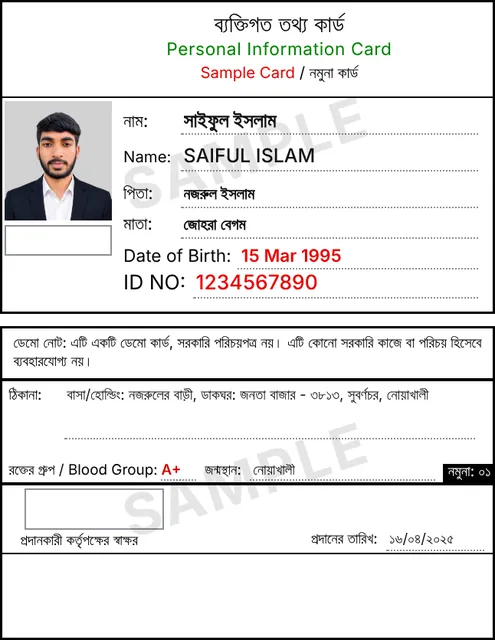 ব্যক্তিগত তথ্য কার্ড
Personal Information Card
Sample Card / নমুনা কার্ড
নাম: সাইফুল ইসলাম
Name: SAIFUL ISLAM
পিতা: নজরুল ইসলাম
মাতা: জোহরা বেগম
Date of Birth: 15 Mar 1995
ID NO: 1234567890
SAMPLE
ডেমো নোট: এটি একটি ডেমো কার্ড, সরকারি পরিচয়পত্র নয়। এটি কোনো সরকারি কাজে বা পরিচয় হিসেবে
ব্যবহারযোগ্য নয়।
ঠিকানা: বাসা/হোল্ডিং: নজরুলের বাড়ী, ডাকঘর: জনতা বাজার - ৩৮১৩, সুবর্ণচর, নোয়াখালী
রক্তের গ্রুপ / Blood Group: A+ জন্মস্থান: নোয়াখালী
নমুনা: ০১
SAMPLE
প্রদানকারী কর্তৃপক্ষের স্বাক্ষর প্রদানের তারিখ: ১৬/০৪/২০২৫